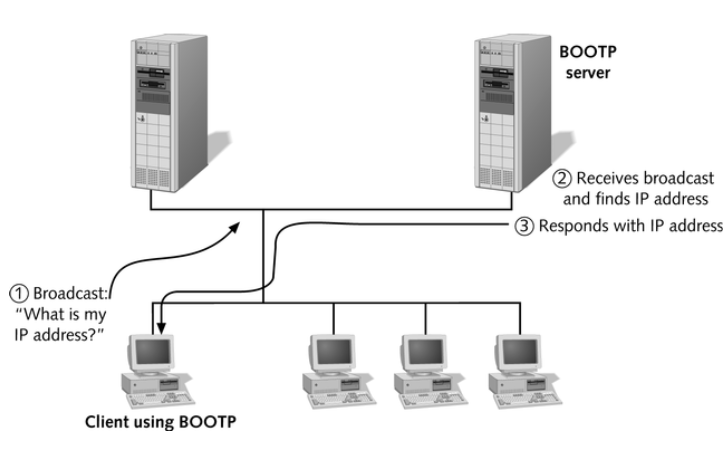 BOOTP
server
② Receives broadcast
and finds IP address
③ Responds with IP address
① Broadcast:
“What is my
IP address?”
Client using BOOTP